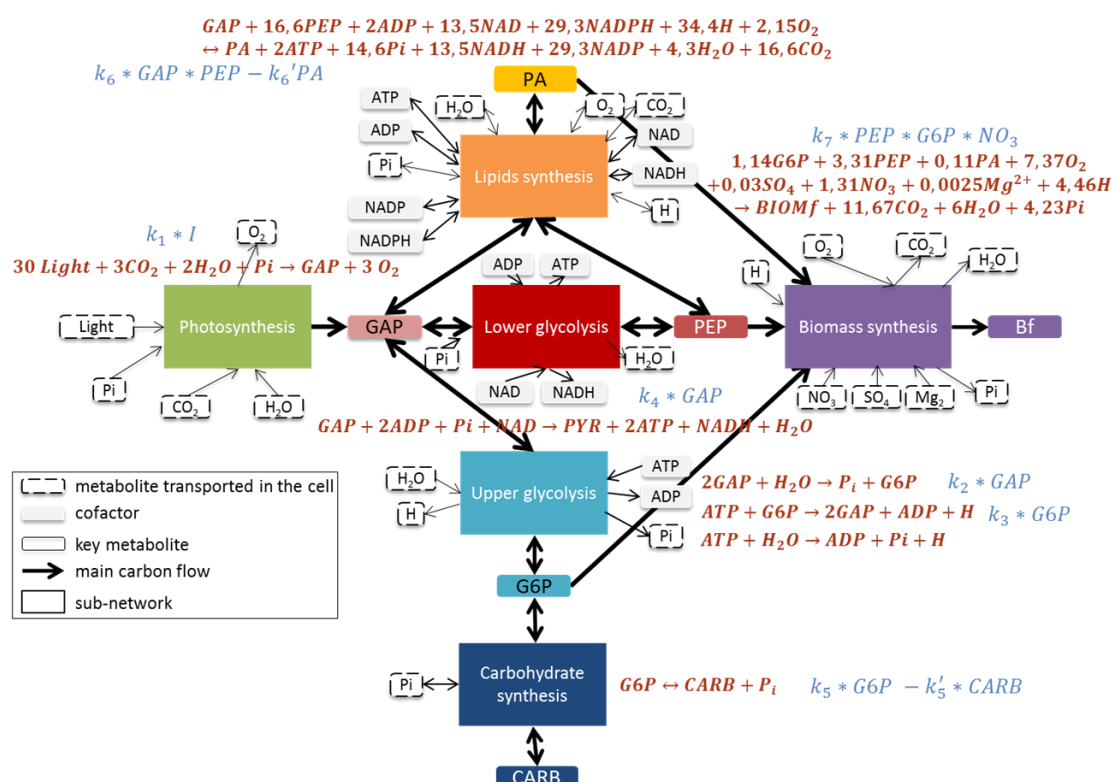 GAP + 16,6PEP + 2ADP + 13,5NAD + 29,3NADPH + 34,4H + 2,15O₂
↔ PA + 2ATP + 14,6Pi + 13,5NADH + 29,3NADP + 4,3H₂O + 16,6CO₂
k₆ * GAP * PEP − k₆'PA
PA
ATP
H₂O
O₂
CO₂
ADP
NAD
Pi
Lipids synthesis
NADH
NADP
H
NADPH
k₇ * PEP * G6P * NO₃
1,14G6P + 3,31PEP + 0,11PA + 7,37O₂
+0,03SO₄ + 1,31NO₃ + 0,0025Mg²⁺ + 4,46H
→ BIOMf + 11,67CO₂ + 6H₂O + 4,23Pi
k₁ * I
O₂
30 Light + 3CO₂ + 2H₂O + Pi → GAP + 3 O₂
ADP
ATP
O₂
CO₂
H₂O
H
Light
Photosynthesis
GAP
Lower glycolysis
PEP
Biomass synthesis
Bf
Pi
H₂O
Pi
CO₂
H₂O
NAD
NADH
NO₃
SO₄
Mg₂
Pi
k₄ * GAP
GAP + 2ADP + Pi + NAD → PYR + 2ATP + NADH + H₂O
H₂O
H
Upper glycolysis
ATP
ADP
Pi
2GAP + H₂O → Pᵢ + G6P
k₂ * GAP
ATP + G6P → 2GAP + ADP + H
k₃ * G6P
ATP + H₂O → ADP + Pi + H
metabolite transported in the cell
cofactor
key metabolite
main carbon flow
sub-network
G6P
Pi
Carbohydrate
synthesis
G6P ↔ CARB + Pᵢ
k₅ * G6P − k₅′ * CARB
CARB